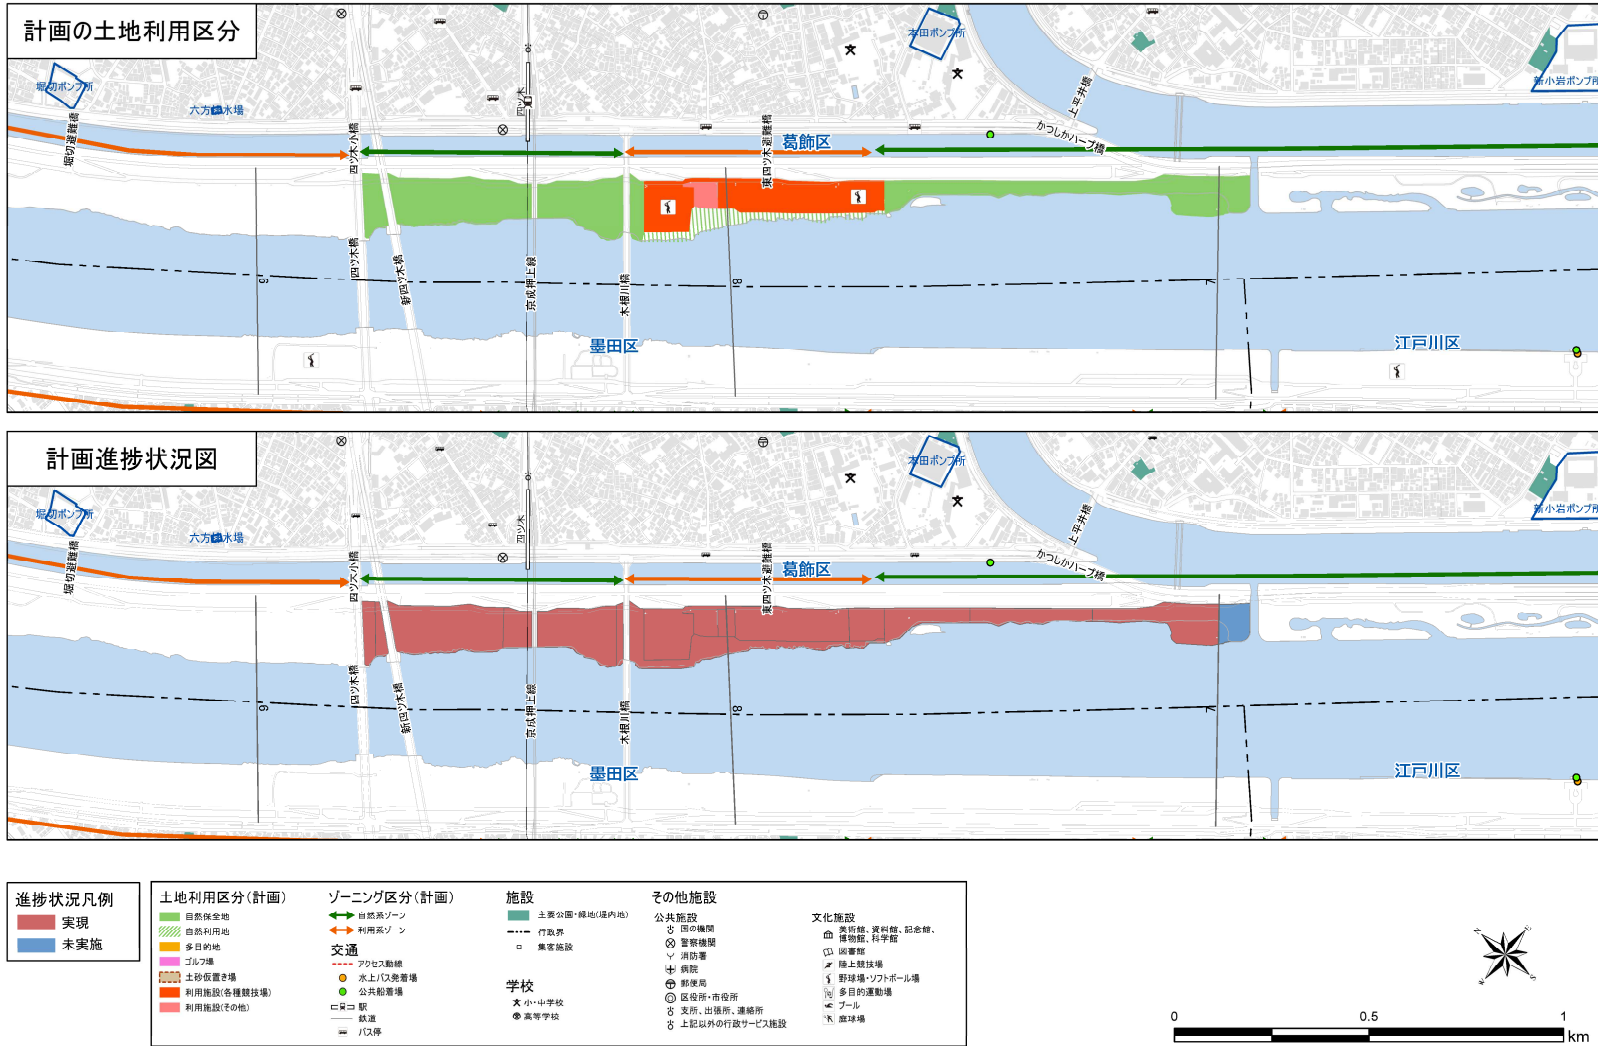 計画の土地利用区分
堀切ポンプ所
六方親水場
堀切避難橋
四ツ木小橋
四ツ木
本田ポンプ所
上平井橋
かつしかハープ橋
新小岩ポンプ所
葛飾区
東四ツ木避難橋
四ツ木橋
新四ツ木橋
京成押上線
木根川橋
9
8
7
墨田区
江戸川区
計画進捗状況図
堀切ポンプ所
六方親水場
堀切避難橋
四ツ木
本田ポンプ所
上平井橋
かつしかハープ橋
新小岩ポンプ所
葛飾区
東四ツ木避難橋
四ツ木橋
新四ツ木橋
京成押上線
木根川橋
9
8
7
墨田区
江戸川区
進捗状況凡例
実現
未実施
土地利用区分(計画)
自然保全地
自然利用地
多目的地
ゴルフ場
土砂仮置き場
利用施設(各種競技場)
利用施設(その他)
ゾーニング区分(計画)
自然系ゾーン
利用系ゾーン
交通
アクセス動線
水上バス発着場
公共船着場
駅
鉄道
バス停
施設
主要公園・緑地(堤内地)
行政界
集客施設
学校
小・中学校
高等学校
その他施設
公共施設
国の機関
警察機関
消防署
病院
郵便局
区役所・市役所
支所、出張所、連絡所
上記以外の行政サービス施設
文化施設
美術館、資料館、記念館、
博物館、科学館
図書館
陸上競技場
野球場・ソフトボール場
多目的運動場
プール
庭球場
N
E
S
W
0
0.5
1
km